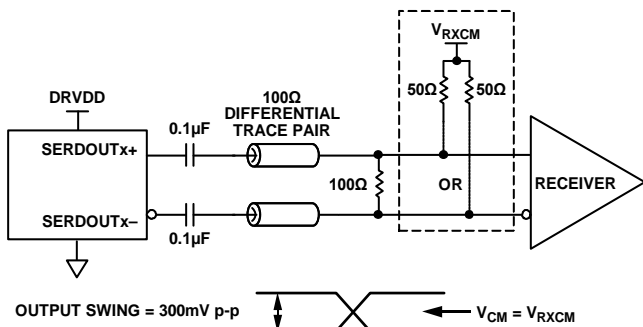 V_RXCM
DRVDD
100Ω
DIFFERENTIAL
TRACE PAIR
50Ω
50Ω
0.1µF
SERDOUTx+
100Ω
OR
RECEIVER
SERDOUTx–
0.1µF
OUTPUT SWING = 300mV p-p
V_CM = V_RXCM